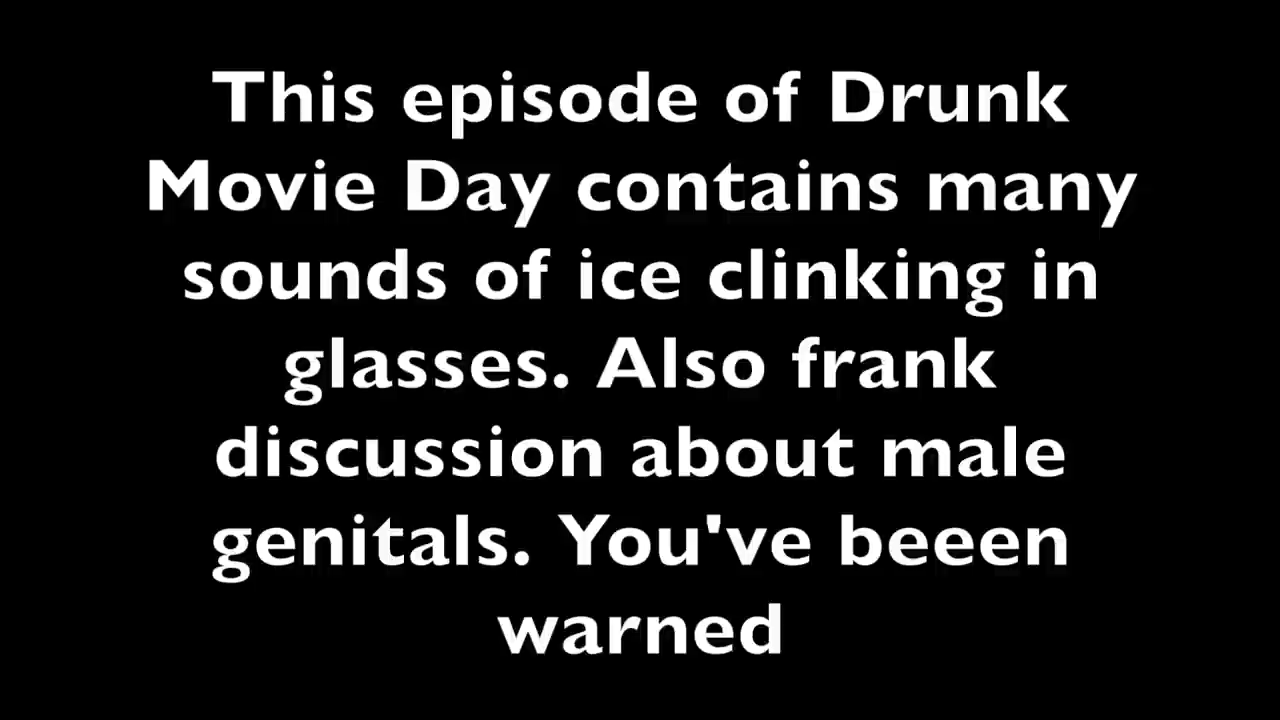 This episode of Drunk
Movie Day contains many
sounds of ice clinking in
glasses. Also frank
discussion about male
genitals. You've beeen
warned